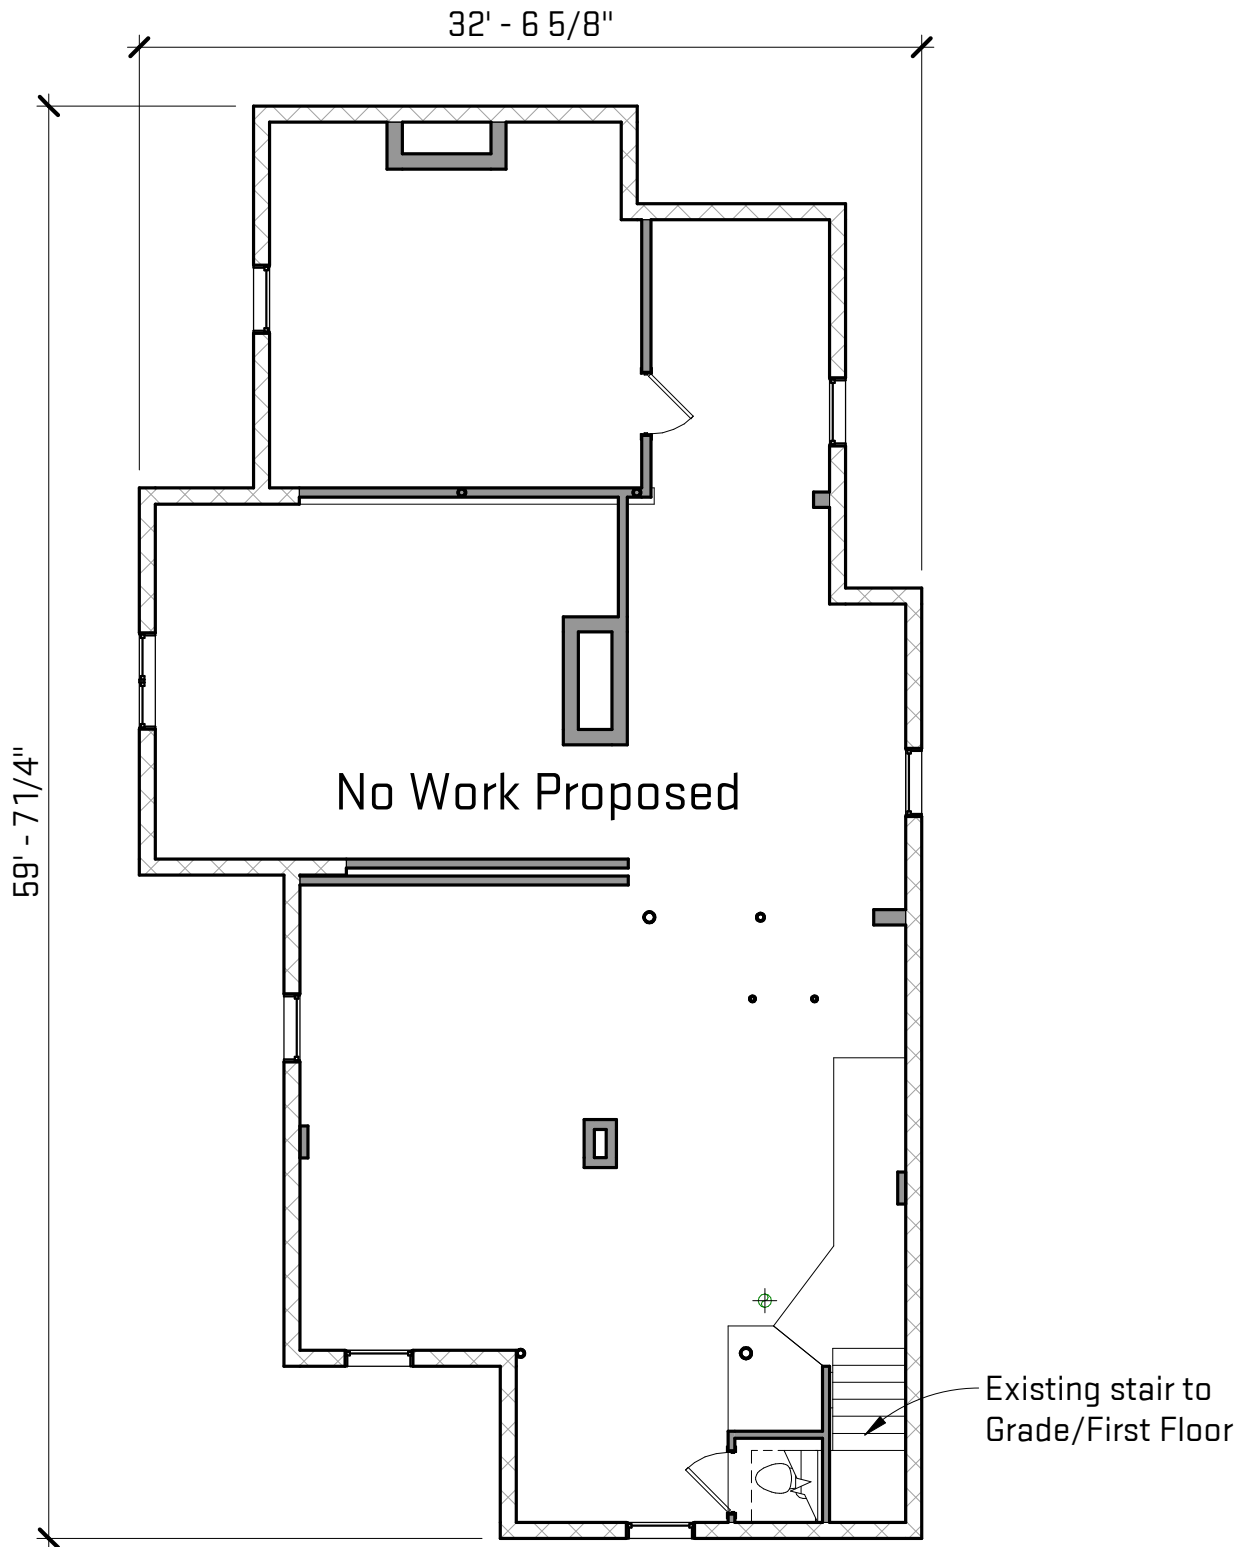 32' - 6 5/8"
59' - 7 1/4"
No Work Proposed
Existing stair to
Grade/First Floor